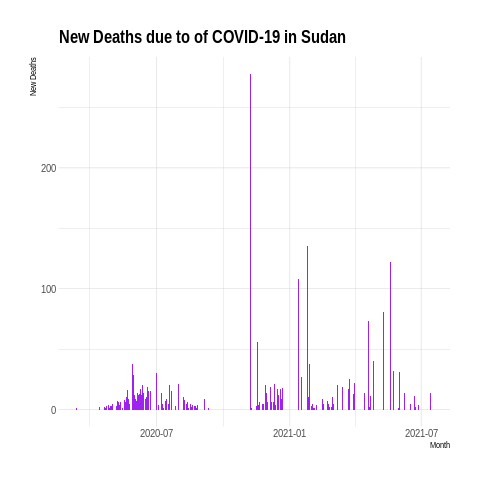 New Deaths due to of COVID-19 in Sudan
New Deaths
200
100
0
2020-07
2021-01
2021-07
Month